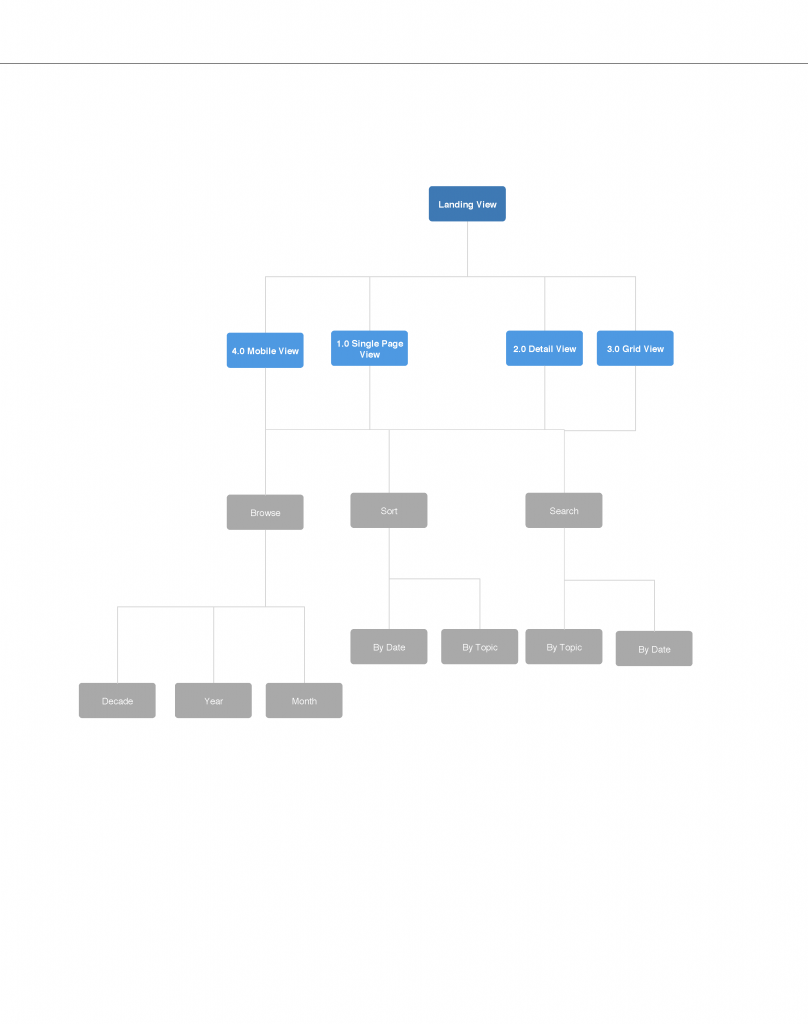 Landing View
4.0 Mobile View
1.0 Single Page
View
2.0 Detail View
3.0 Grid View
Browse
Sort
Search
By Date
By Topic
By Topic
By Date
Decade
Year
Month